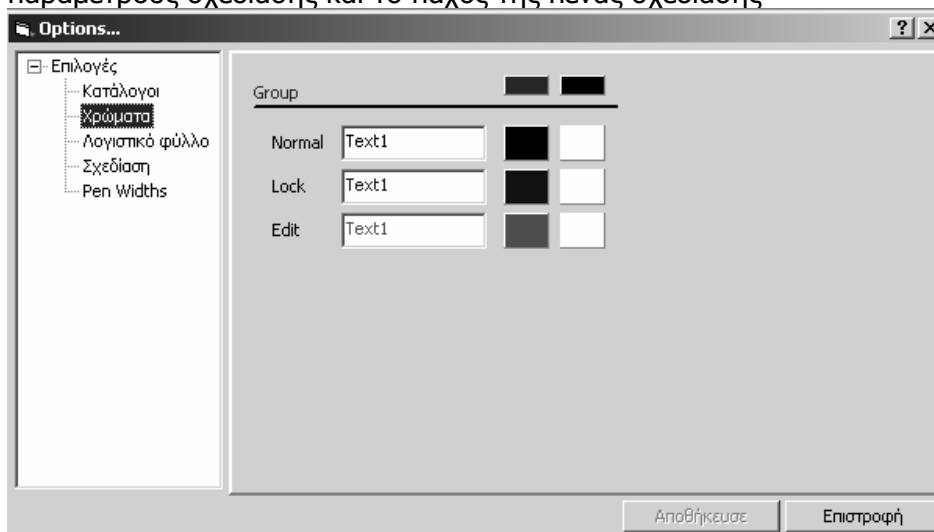 παραμέτρους σχεδίασης και το πάχος της πένας σχεδίασης
Options...
Επιλογές
Κατάλογοι
Χρώματα
Λογιστικό φύλλο
Σχεδίαση
Pen Widths
Group
Normal Text1
Lock Text1
Edit Text1
Αποθήκευσε Επιστροφή